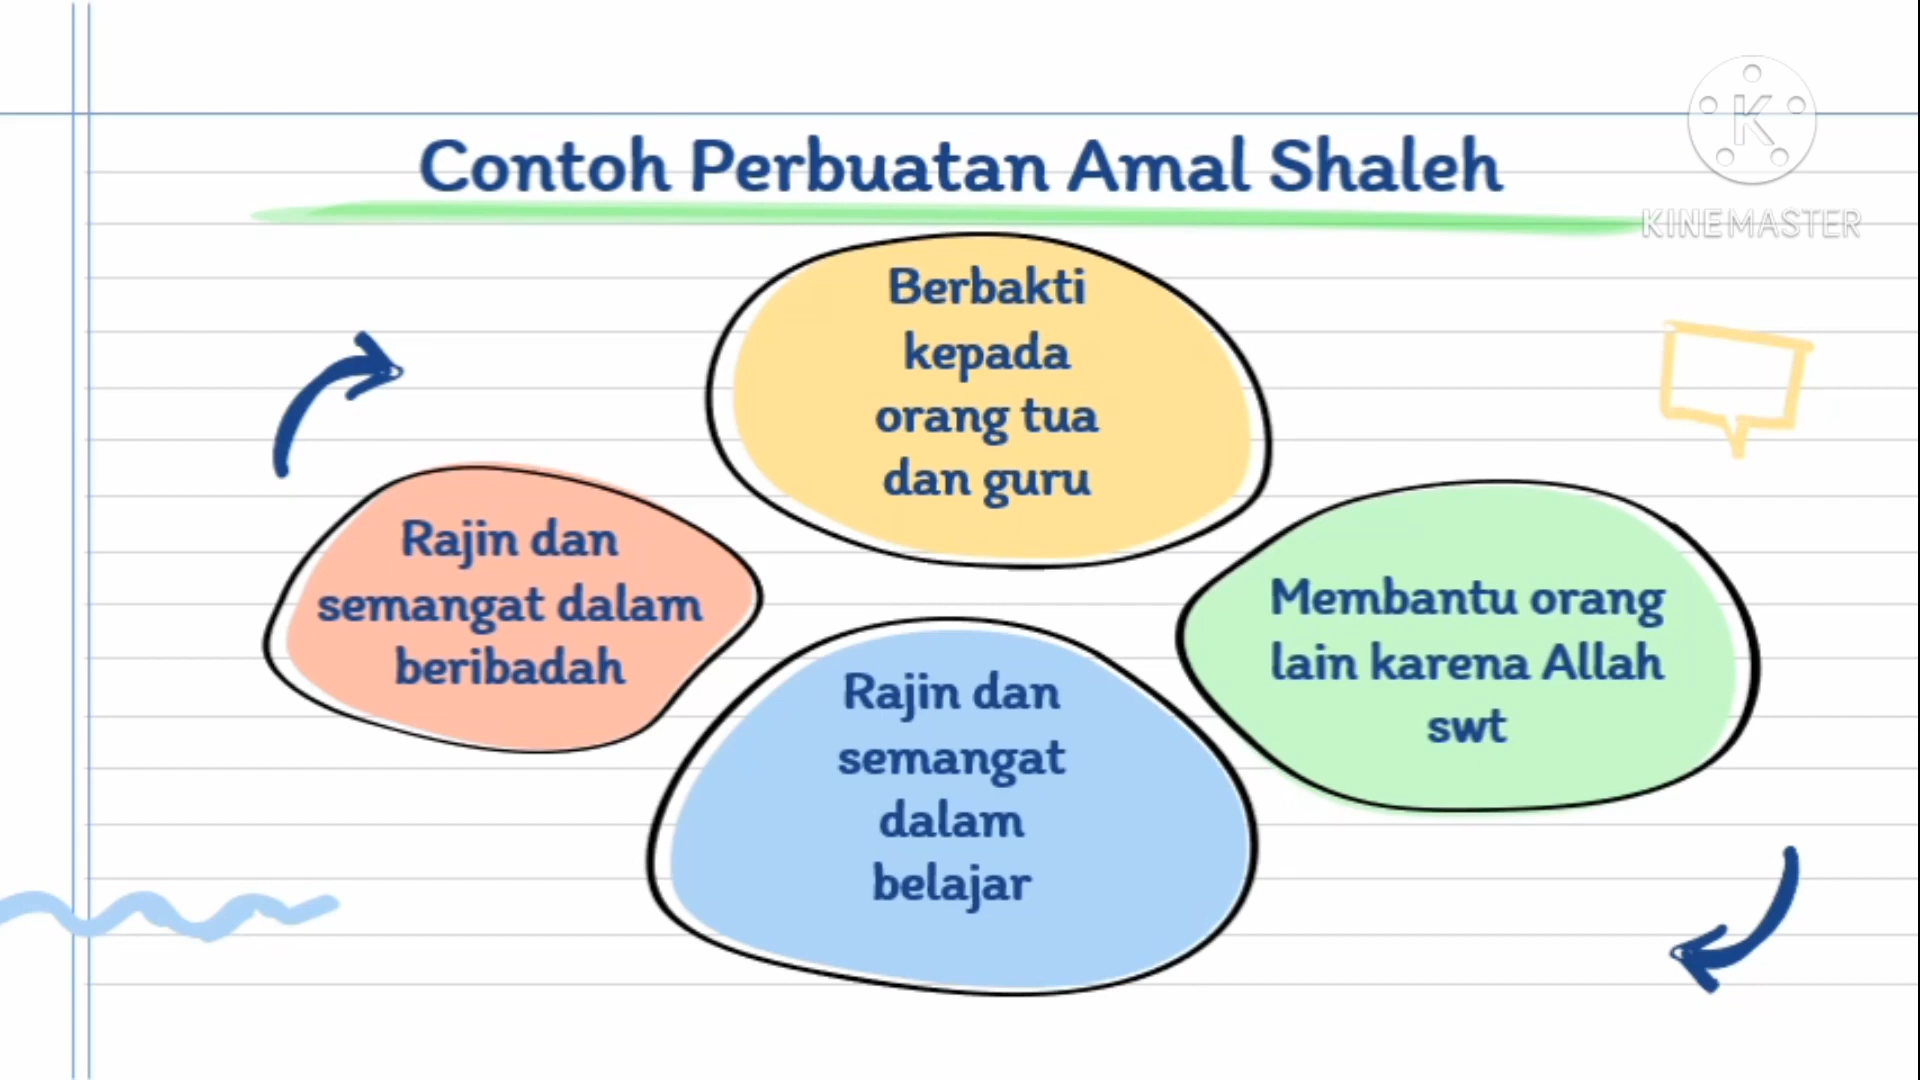 Contoh Perbuatan Amal Shaleh
K
KINEMASTER
Berbakti
kepada
orang tua
dan guru
Rajin dan
semangat dalam
beribadah
Membantu orang
lain karena Allah
swt
Rajin dan
semangat
dalam
belajar